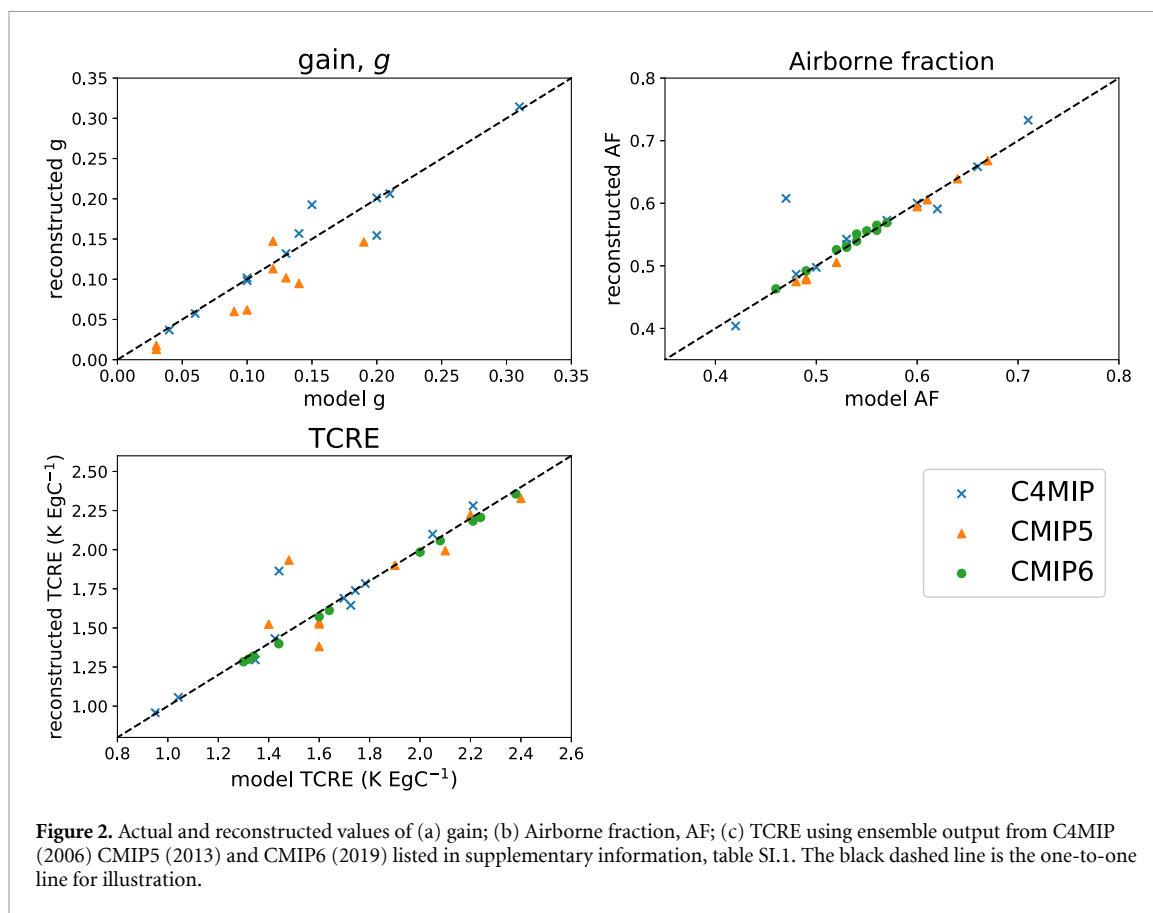 gain, g
0.35
0.30
0.25
0.20
0.15
0.10
0.05
0.00
reconstructed g
0.00 0.05 0.10 0.15 0.20 0.25 0.30 0.35
model g
Airborne fraction
0.8
0.7
0.6
0.5
0.4
reconstructed AF
0.4 0.5 0.6 0.7 0.8
model AF
TCRE
2.50
2.25
2.00
1.75
1.50
1.25
1.00
reconstructed TCRE (K EgC⁻¹)
0.8 1.0 1.2 1.4 1.6 1.8 2.0 2.2 2.4 2.6
model TCRE (K EgC⁻¹)
C4MIP
CMIP5
CMIP6
Figure 2. Actual and reconstructed values of (a) gain; (b) Airborne fraction, AF; (c) TCRE using ensemble output from C4MIP
(2006) CMIP5 (2013) and CMIP6 (2019) listed in supplementary information, table SI.1. The black dashed line is the one-to-one
line for illustration.